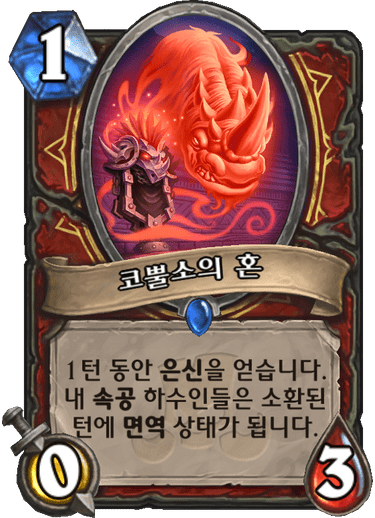 1
코뿔소의 혼
1턴 동안 은신을 얻습니다.
내 속공 하수인들은 소환된
턴에 면역 상태가 됩니다.
0
3